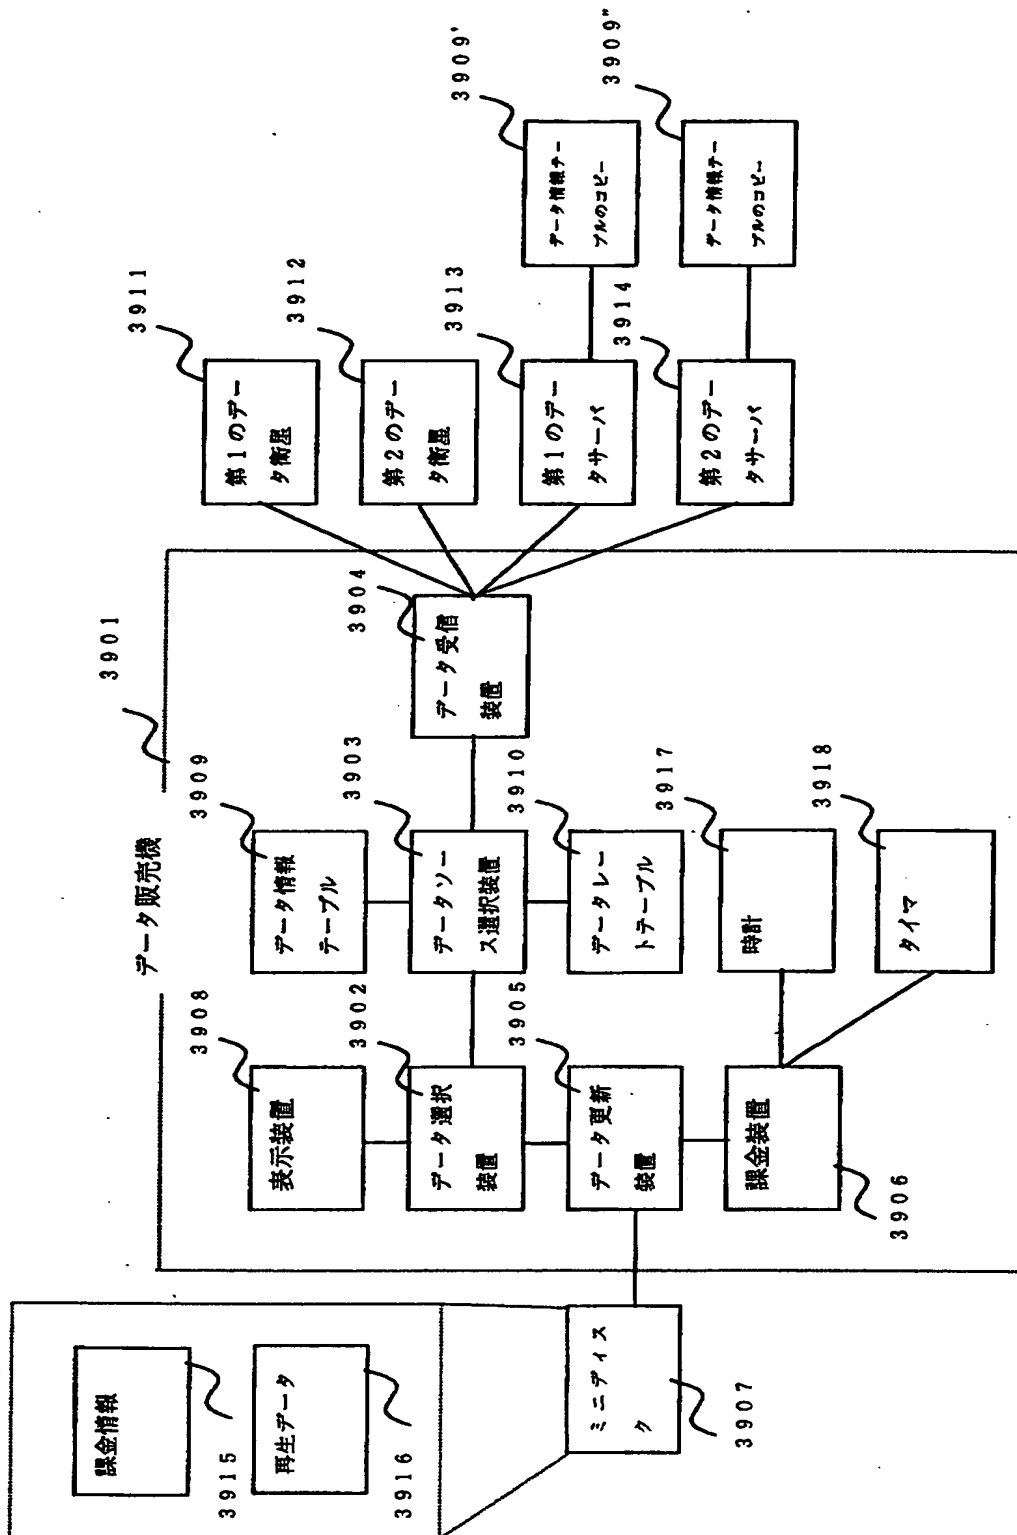 課金情報
3915
再生データ
3916
ミニディス
ク
3907
データ販売機
3901
表示装置
3908
データ選択
装置
3902
データ更新
装置
3905
課金装置
3906
データ情報
テーブル
3909
データソー
ス選択装置
3903
データレー
トテーブル
3910
時計
3917
タイマ
3918
データ受信
装置
3904
第1のデー
タ衛星
3911
第2のデー
タ衛星
3912
第1のデー
タサーバ
3913
第2のデー
タサーバ
3914
データ情報テー
ブルのコピー
3909'
データ情報テー
ブルのコピー
3909"